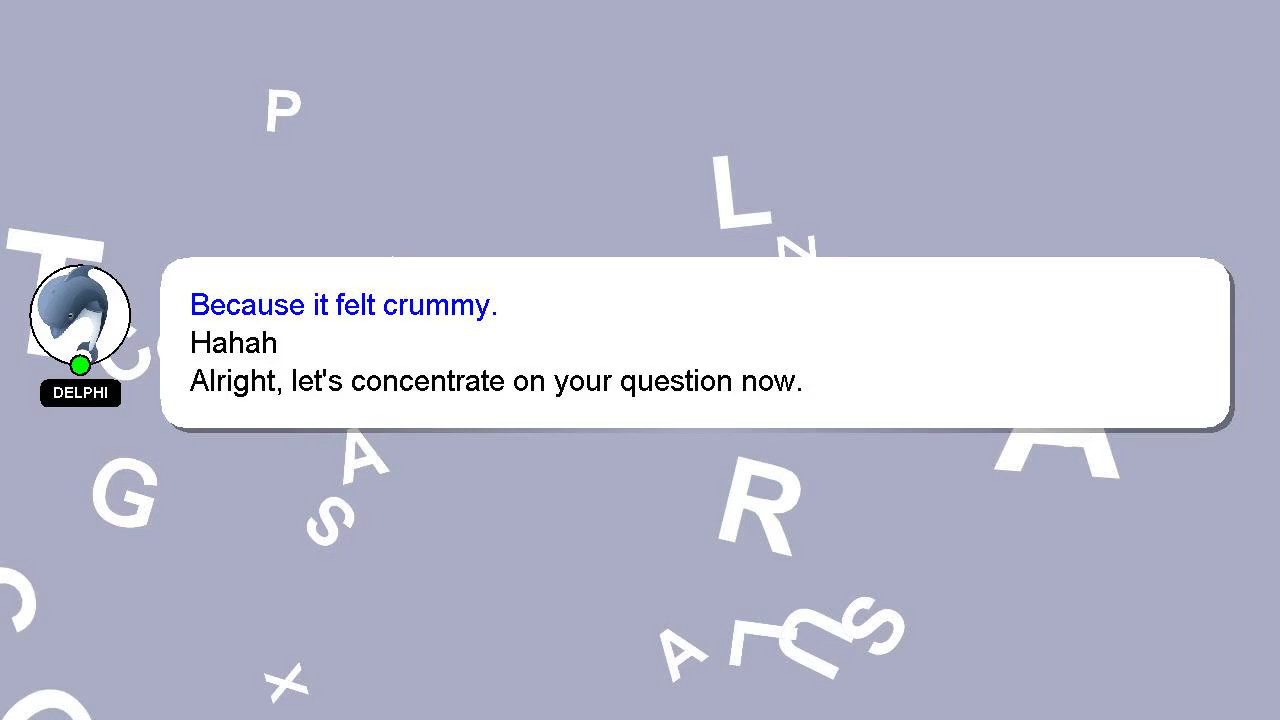 P
L
Z
T
Because it felt crummy.
Hahah
Alright, let's concentrate on your question now.
DELPHI
A
A
G
R
S
C
A
L
U
S
X